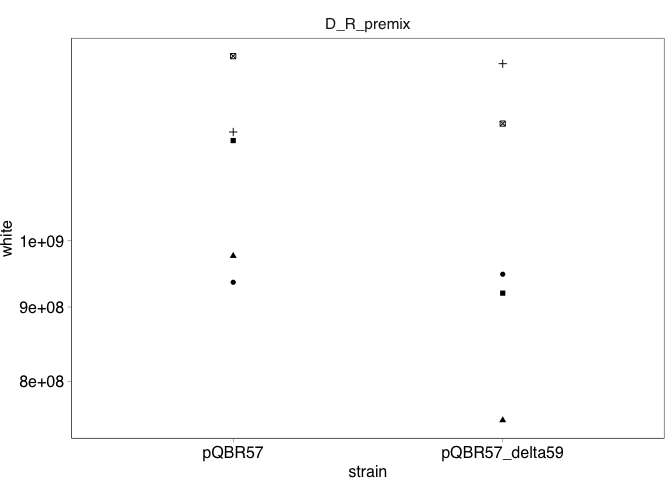 D_R_premix
white
1e+09
9e+08
8e+08
pQBR57
pQBR57_delta59
strain